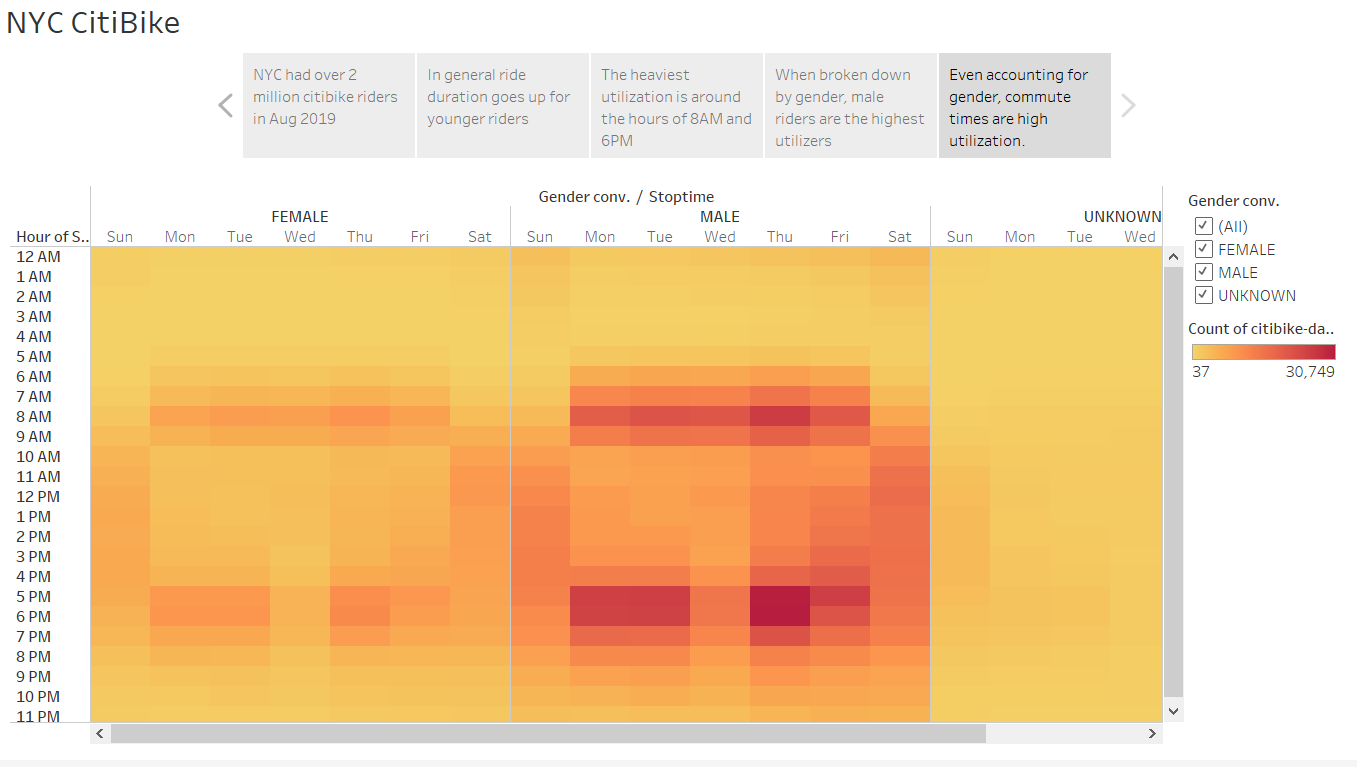 NYC CitiBike
NYC had over 2
million citibike riders
in Aug 2019
In general ride
duration goes up for
younger riders
The heaviest
utilization is around
the hours of 8AM and
6PM
When broken down
by gender, male
riders are the highest
utilizers
Even accounting for
gender, commute
times are high
utilization.
Gender conv. / Stoptime
FEMALE MALE UNKNOWN
Hour of S.. Sun Mon Tue Wed Thu Fri Sat Sun Mon Tue Wed Thu Fri Sat Sun Mon Tue Wed
12 AM
1 AM
2 AM
3 AM
4 AM
5 AM
6 AM
7 AM
8 AM
9 AM
10 AM
11 AM
12 PM
1 PM
2 PM
3 PM
4 PM
5 PM
6 PM
7 PM
8 PM
9 PM
10 PM
11 PM
Gender conv.
(All)
FEMALE
MALE
UNKNOWN
Count of citibike-da..
37 30,749